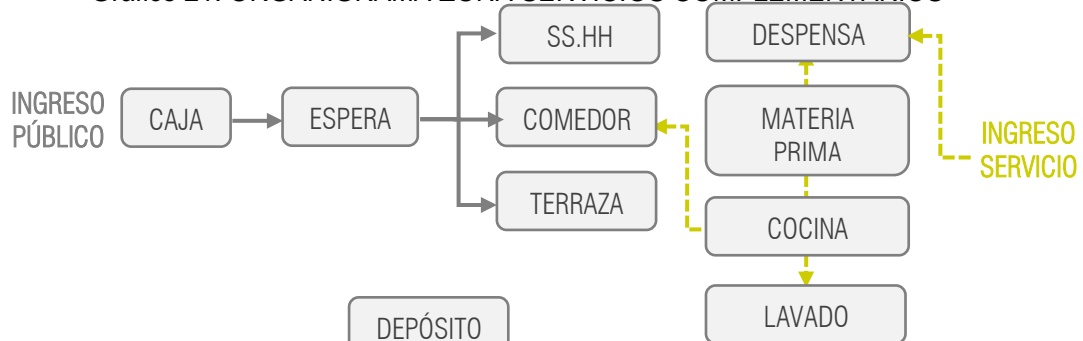 SS.HH
DESPENSA
INGRESO
PÚBLICO
CAJA
ESPERA
COMEDOR
MATERIA
PRIMA
INGRESO
SERVICIO
TERRAZA
COCINA
DEPÓSITO
LAVADO